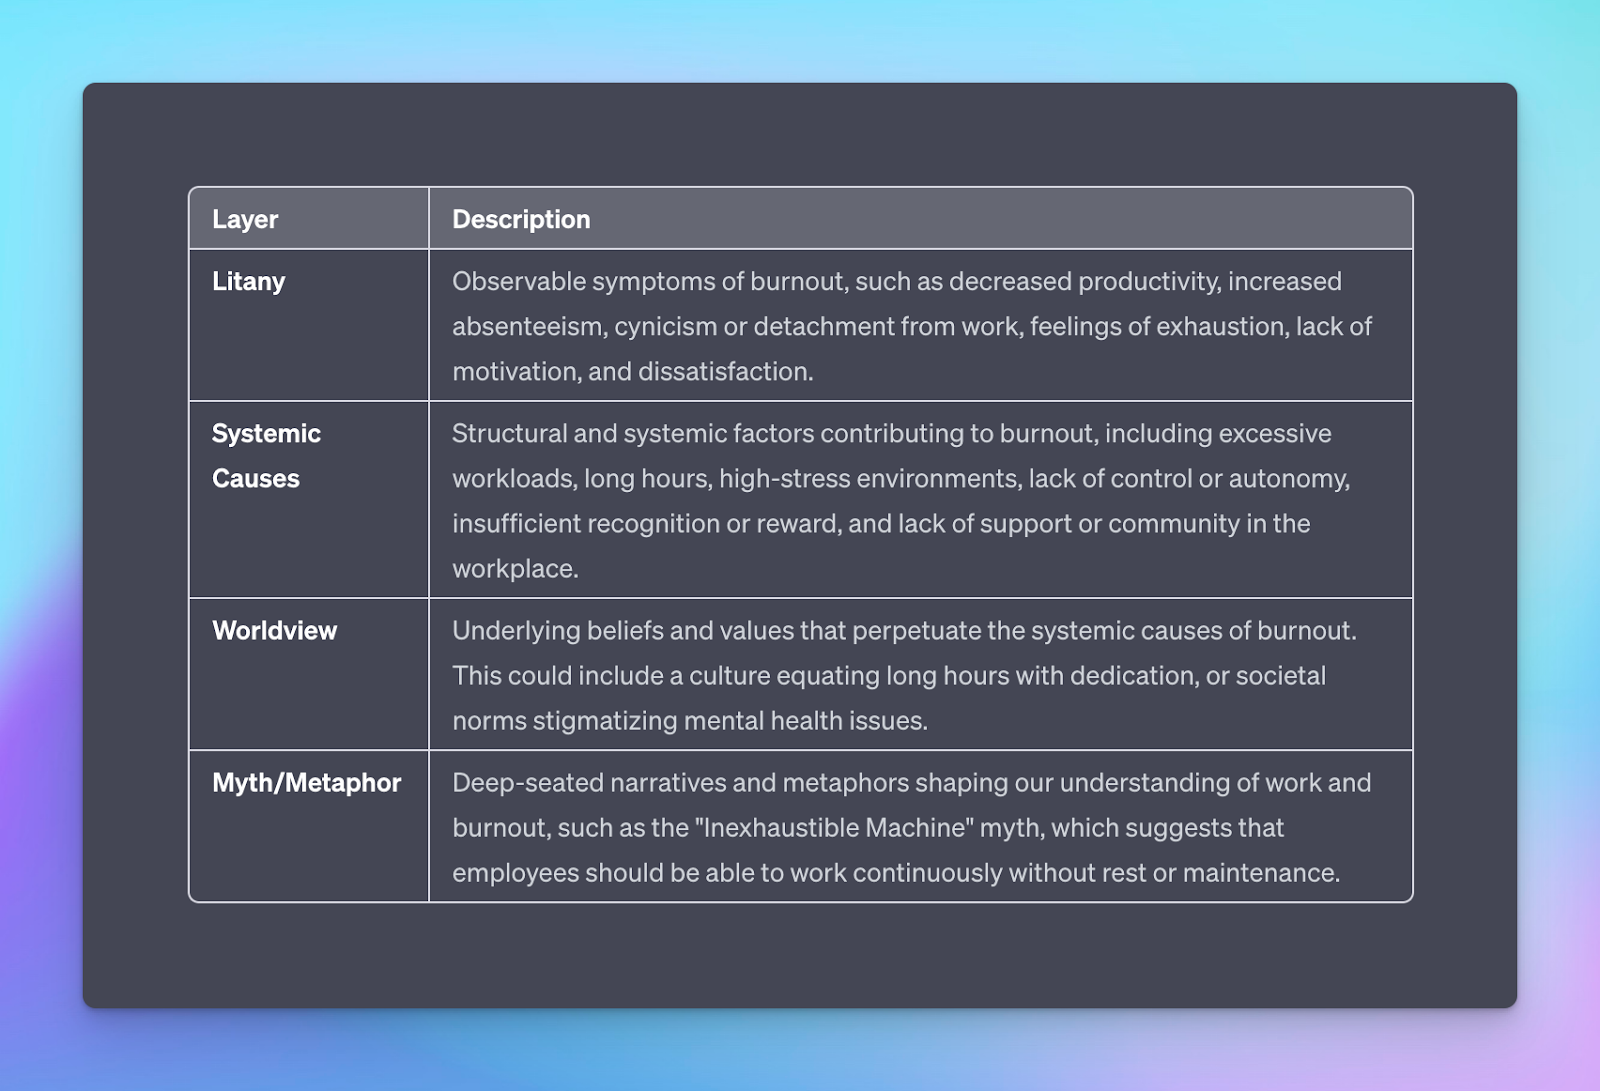 Layer
Description
Litany
Observable symptoms of burnout, such as decreased productivity, increased
absenteeism, cynicism or detachment from work, feelings of exhaustion, lack of
motivation, and dissatisfaction.
Systemic
Causes
Structural and systemic factors contributing to burnout, including excessive
workloads, long hours, high-stress environments, lack of control or autonomy,
insufficient recognition or reward, and lack of support or community in the
workplace.
Worldview
Underlying beliefs and values that perpetuate the systemic causes of burnout.
This could include a culture equating long hours with dedication, or societal
norms stigmatizing mental health issues.
Myth/Metaphor
Deep-seated narratives and metaphors shaping our understanding of work and
burnout, such as the "Inexhaustible Machine" myth, which suggests that
employees should be able to work continuously without rest or maintenance.